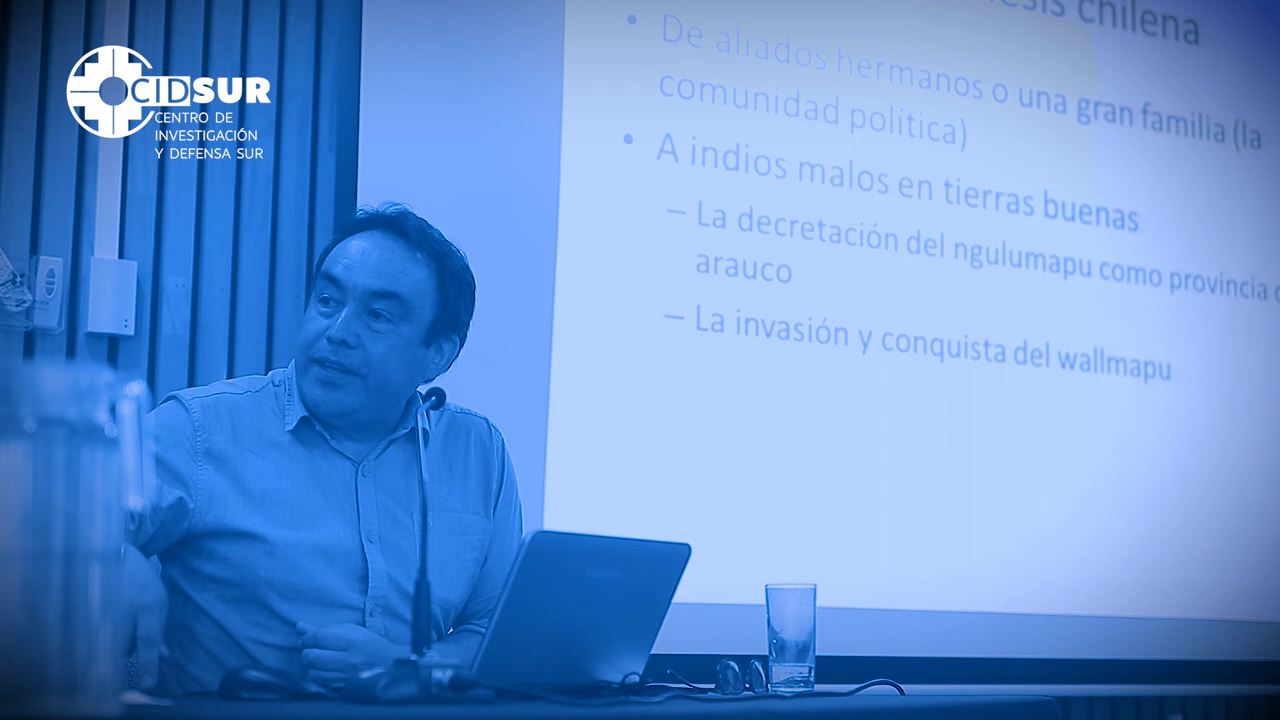 CIDSUR
CENTRO DE
INVESTIGACIÓN
Y DEFENSA SUR
chilena
• De aliados hermanos o una gran familia (la
comunidad política)
• A indios malos en tierras buenas
– La decretación del ngulumapu como provincia
arauco
– La invasión y conquista del wallmapu